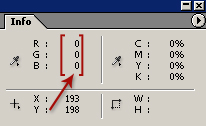 Info
R : 0 C : 0%
G : 0 M : 0%
B : 0 Y : 0%
K : 0%
X : 193 W :
Y : 198 H :